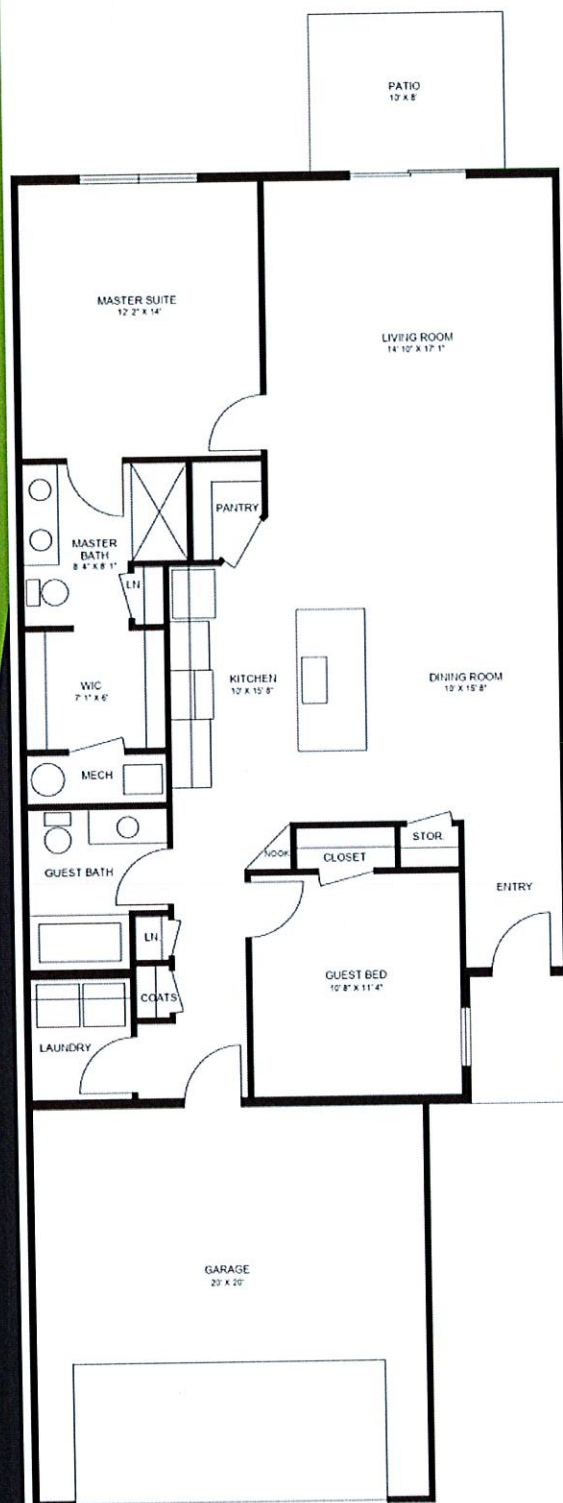 PATIO
10' X 8'
MASTER SUITE
12' 2" X 14'
LIVING ROOM
14' 10" X 17' 1"
PANTRY
MASTER
BATH
8' 4" X 8' 1"
LN
KITCHEN
10' X 15' 8"
DINING ROOM
10' X 15' 8"
WIC
7' 1" X 6'
MECH
STOR.
NOOK
CLOSET
GUEST BATH
ENTRY
LN.
GUEST BED
10' 8" X 11' 4"
COATS
LAUNDRY
GARAGE
20' X 20'